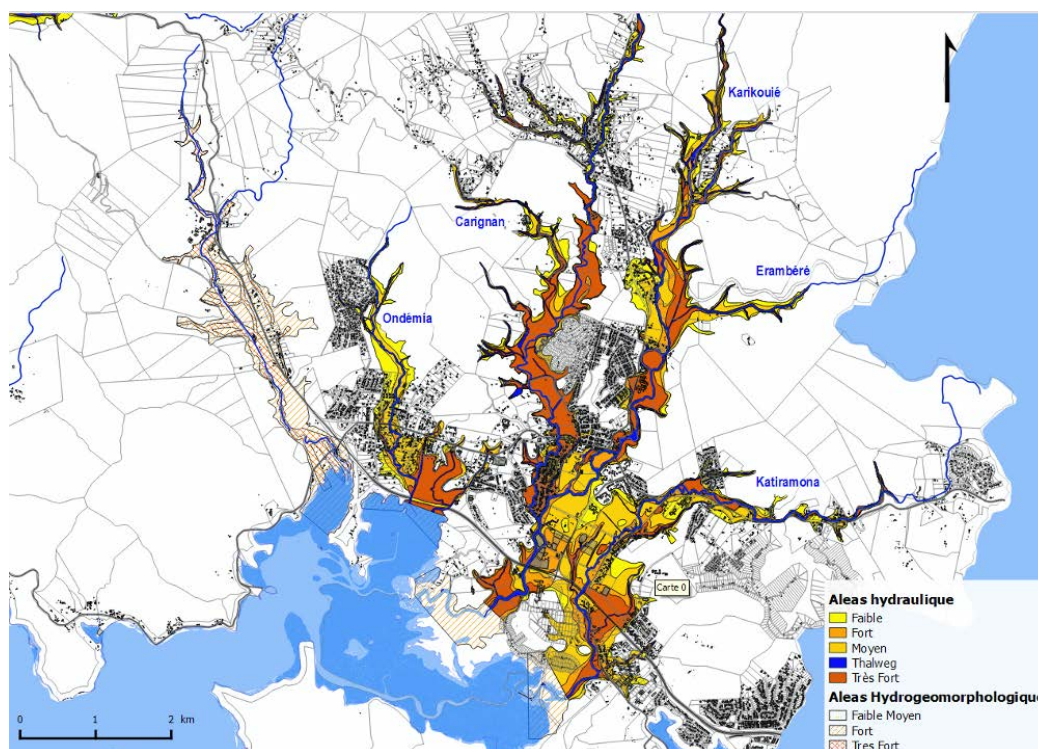 Karikouié
Carignan
Erambéré
Ondémia
Katiramona
Carte 0
Aleas hydraulique
Faible
Fort
Moyen
Thalweg
Très Fort
Aleas Hydrogeomorphologique
Faible Moyen
Fort
Tres Fort
0 1 2 km